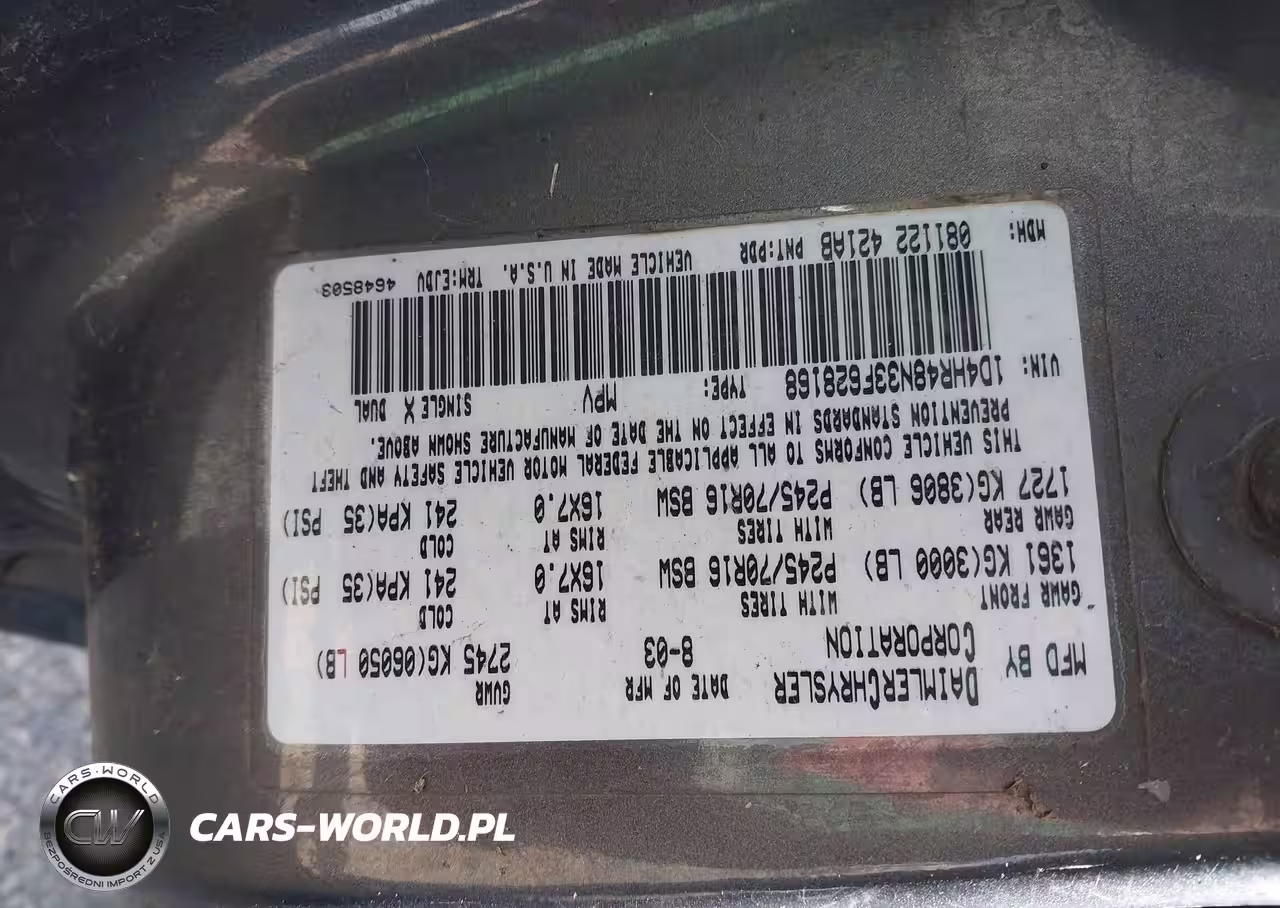 MFD BY DAIMLERCHRYSLER CORPORATION DATE OF MFR 8-03 GVWR 2745 KG(06050 LB)
GAWR FRONT WITH TIRES RIMS AT COLD
1361 KG(3000 LB) P245/70R16 BSW 16X7.0 241 KPA(35 PSI)
GAWR REAR WITH TIRES RIMS AT COLD
1727 KG(3806 LB) P245/70R16 BSW 16X7.0 241 KPA(35 PSI)
THIS VEHICLE CONFORMS TO ALL APPLICABLE FEDERAL MOTOR VEHICLE SAFETY AND THEFT
PREVENTION STANDARDS IN EFFECT ON THE DATE OF MANUFACTURE SHOWN ABOVE.
VIN: 1D4HR48N33F628168 TYPE: MPV SINGLE X DUAL
MDH: 081122 421AB PNT:PDR VEHICLE MADE IN U.S.A. TRM:EJDV 4648503
CARS-WORLD
CW
BEZPOŚREDNI IMPORT Z USA
CARS-WORLD.PL